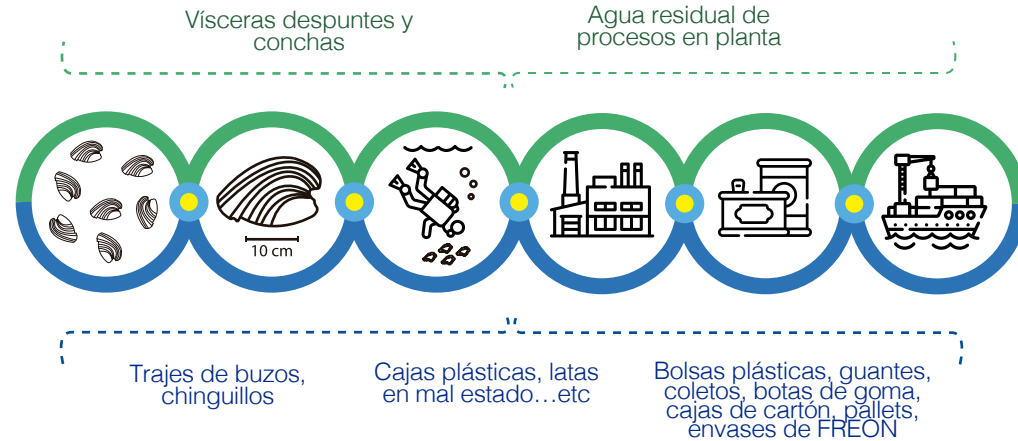 Vísceras despuntes y
conchas
Agua residual de
procesos en planta
10 cm
Trajes de buzos,
chinguillos
Cajas plásticas, latas
en mal estado...etc
Bolsas plásticas, guantes,
coletos, botas de goma,
cajas de cartón, pallets,
envases de FREON